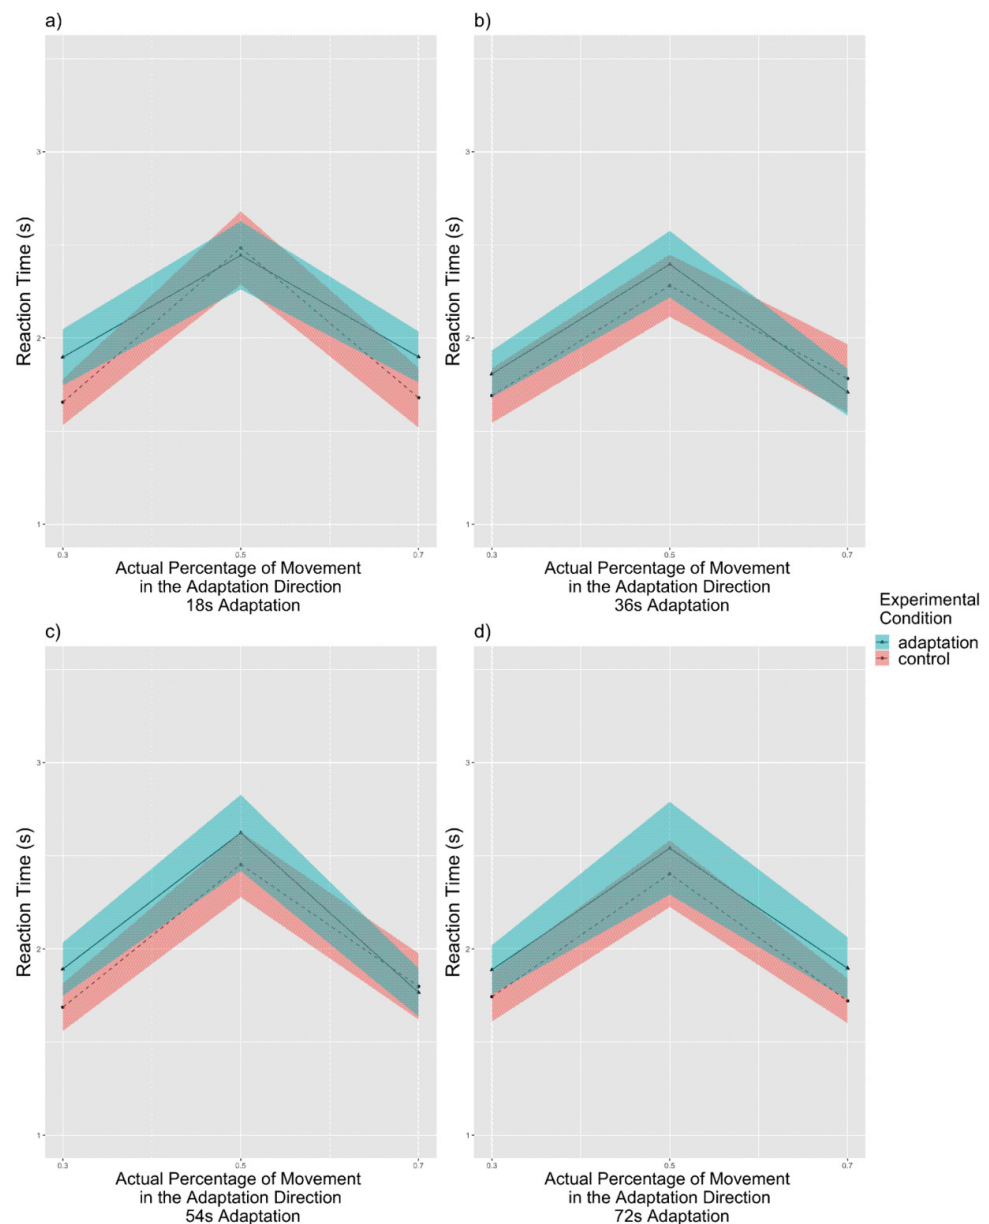 a)
Reaction Time (s)
3
2
1
0.3 0.5 0.7
Actual Percentage of Movement
in the Adaptation Direction
18s Adaptation
b)
Reaction Time (s)
3
2
1
0.3 0.5 0.7
Actual Percentage of Movement
in the Adaptation Direction
36s Adaptation
Experimental
Condition
adaptation
control
c)
Reaction Time (s)
3
2
1
0.3 0.5 0.7
Actual Percentage of Movement
in the Adaptation Direction
54s Adaptation
d)
Reaction Time (s)
3
2
1
0.3 0.5 0.7
Actual Percentage of Movement
in the Adaptation Direction
72s Adaptation